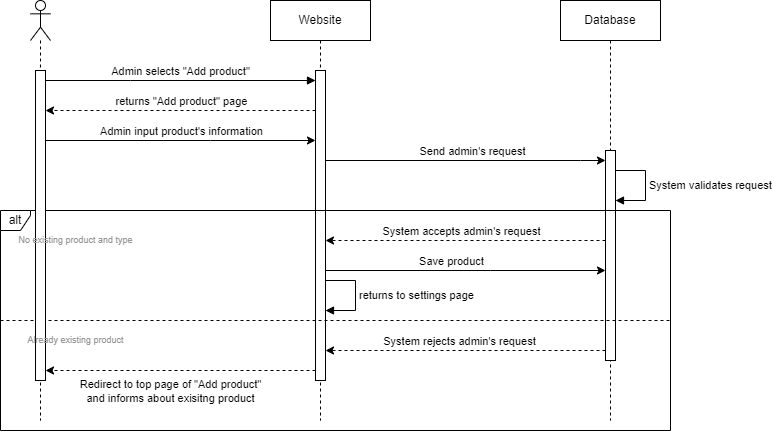 Website
Database
Admin selects "Add product"
returns "Add product" page
Admin input product's information
Send admin's request
System validates request
alt
System accepts admin's request
No existing product and type
Save product
returns to settings page
Already existing product
System rejects admin's request
Redirect to top page of "Add product"
and informs about exisitng product